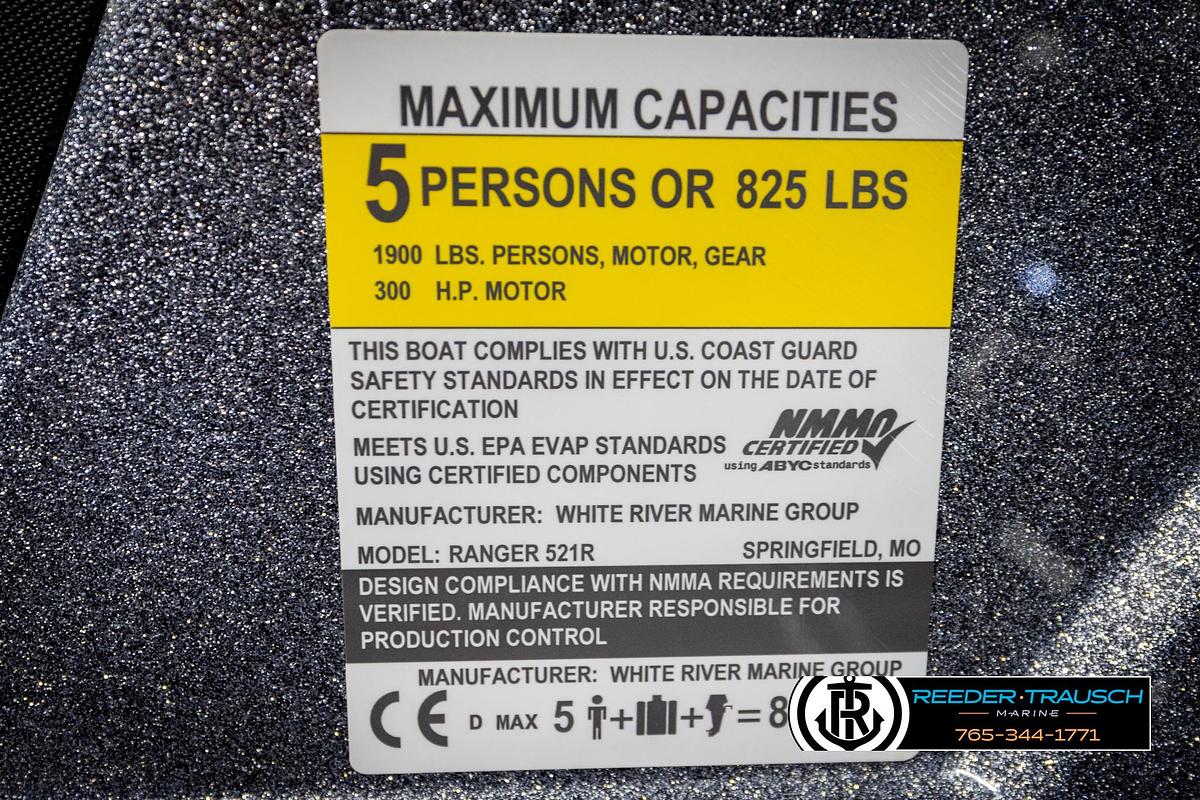 MAXIMUM CAPACITIES
5 PERSONS OR 825 LBS
1900 LBS. PERSONS, MOTOR, GEAR
300 H.P. MOTOR
THIS BOAT COMPLIES WITH U.S. COAST GUARD
SAFETY STANDARDS IN EFFECT ON THE DATE OF
CERTIFICATION
NMMA
CERTIFIED
using ABYC standards
MEETS U.S. EPA EVAP STANDARDS
USING CERTIFIED COMPONENTS
MANUFACTURER: WHITE RIVER MARINE GROUP
MODEL: RANGER 521R SPRINGFIELD, MO
DESIGN COMPLIANCE WITH NMMA REQUIREMENTS IS
VERIFIED. MANUFACTURER RESPONSIBLE FOR
PRODUCTION CONTROL
MANUFACTURER: WHITE RIVER MARINE GROUP
CE D MAX 5 + + = 8
TR
REEDER·TRAUSCH
MARINE
765-344-1771